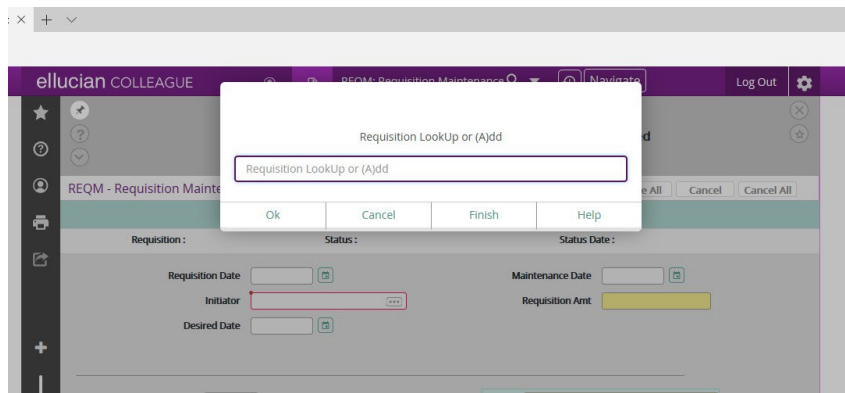 ellucian COLLEAGUE
REQM: Requisition Maintenance
Navigate
Log Out
Requisition LookUp or (A)dd
Requisition LookUp or (A)dd
Ok Cancel Finish Help
REQM - Requisition Mainte
All Cancel Cancel All
Requisition : Status : Status Date :
Requisition Date Maintenance Date
Initiator Requisition Amt
Desired Date